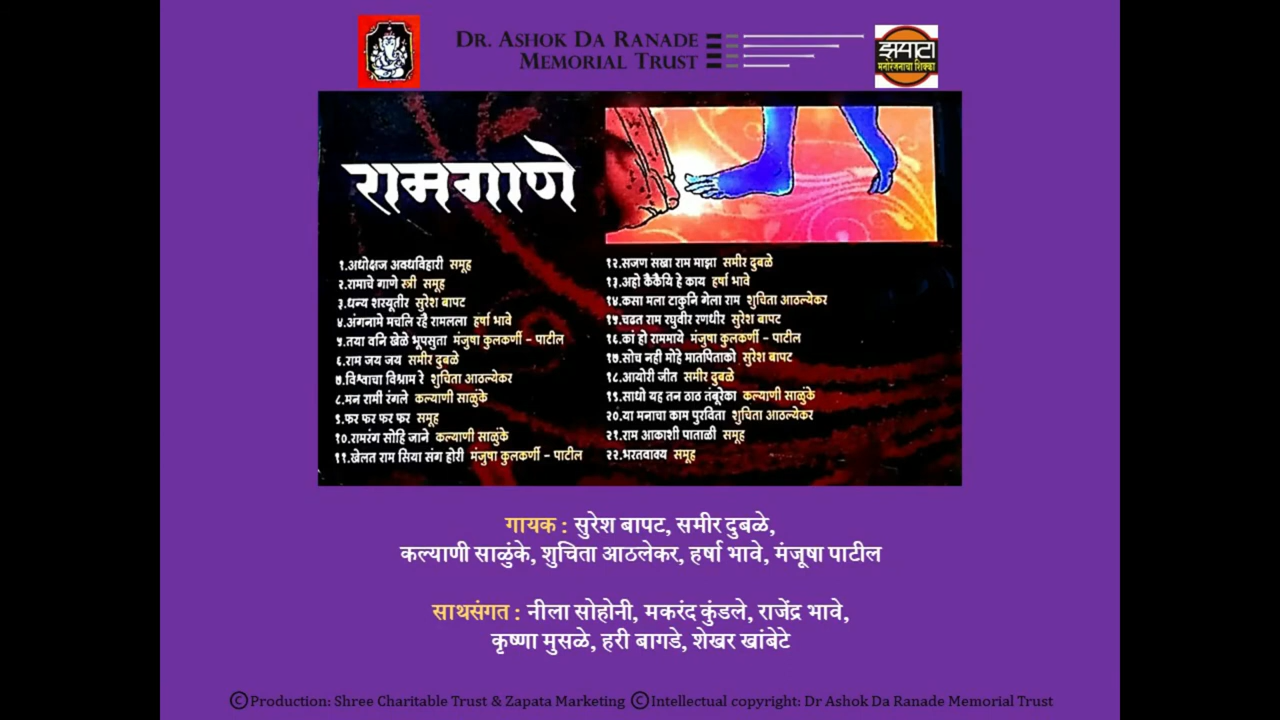 DR. ASHOK DA RANADE
MEMORIAL TRUST
झपाटा
मनोरंजनाचा शिक्का
रामगाणे
१.अधोक्षज अवधविहारी समूह
२.रामाचे गाणे स्त्री समूह
३.धन्य शरयूतीर सुरेश बापट
४.अंगनामे मचलि रहै रामलला हर्षा भावे
५.तया वनि खेळे भूपसुता मंजुषा कुलकर्णी – पाटील
६.राम जय जय समीर दुबळे
७.विश्वाचा विश्राम रे शुचिता आठल्येकर
८.मन रामी रंगले कल्याणी साळुंके
९.फर फर फर फर समूह
१०.रामरंग सोहि जाने कल्याणी साळुंके
११.खेलत राम सिया संग होरी मंजुषा कुलकर्णी – पाटील
१२.सजण सखा राम माझा समीर दुबळे
१३.अहो कैकैयि हे काय हर्षा भावे
१४.कसा मला टाकुनि गेला राम शुचिता आठल्येकर
१५.चढत राम रघुवीर रणधीर सुरेश बापट
१६.कां हो राममाये मंजुषा कुलकर्णी – पाटील
१७.सोच नही मोहे मातपिताको सुरेश बापट
१८.आयोरी जीत समीर दुबळे
१९.साधो यह तन ठाठ तंबूरेका कल्याणी साळुंके
२०.या मनाचा काम पुरविता शुचिता आठल्येकर
२१.राम आकाशी पाताळी समूह
२२.भरतवाक्य समूह
गायक : सुरेश बापट, समीर दुबळे,
कल्याणी साळुंके, शुचिता आठलेकर, हर्षा भावे, मंजूषा पाटील
साथसंगत : नीला सोहोनी, मकरंद कुंडले, राजेंद्र भावे,
कृष्णा मुसळे, हरी बागडे, शेखर खांबेटे
©Production: Shree Charitable Trust & Zapata Marketing ©Intellectual copyright: Dr Ashok Da Ranade Memorial Trust